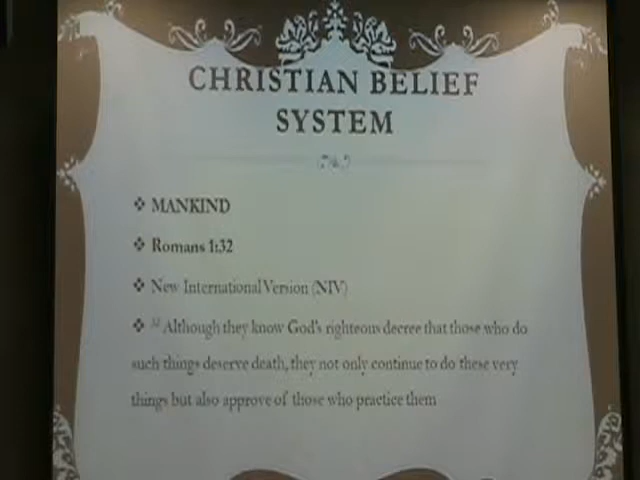 CHRISTIAN BELIEF
SYSTEM
❖ MANKIND
❖ Romans 1:32
❖ New International Version (NIV)
❖ 32 Although they know God's righteous decree that those who do
such things deserve death, they not only continue to do these very
things but also approve of those who practice them